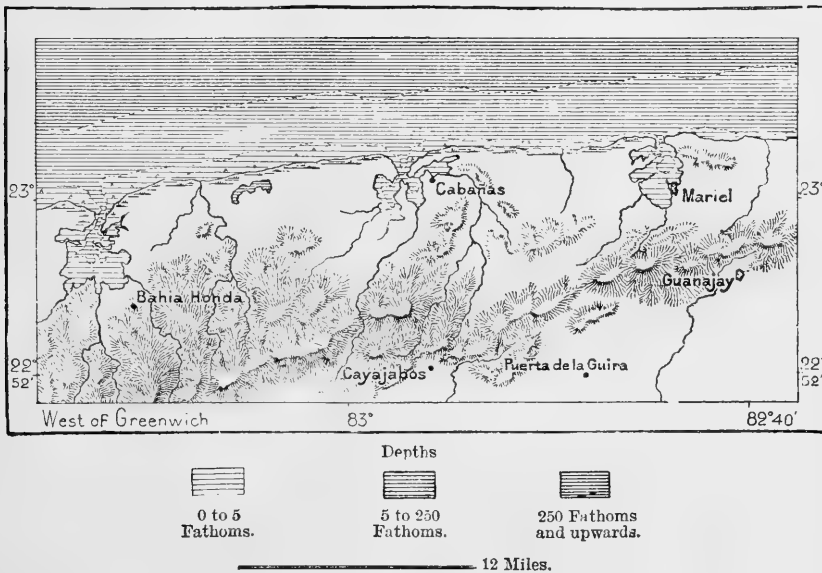 23°
23°
Cabañas
Mariel
Guanajay
Bahia Honda
22°
52'
Cayajabos
Puerta de la Guira
22°
52'
West of Greenwich
83°
82°40'
Depths
0 to 5
Fathoms.
5 to 250
Fathoms.
250 Fathoms
and upwards.
12 Miles.